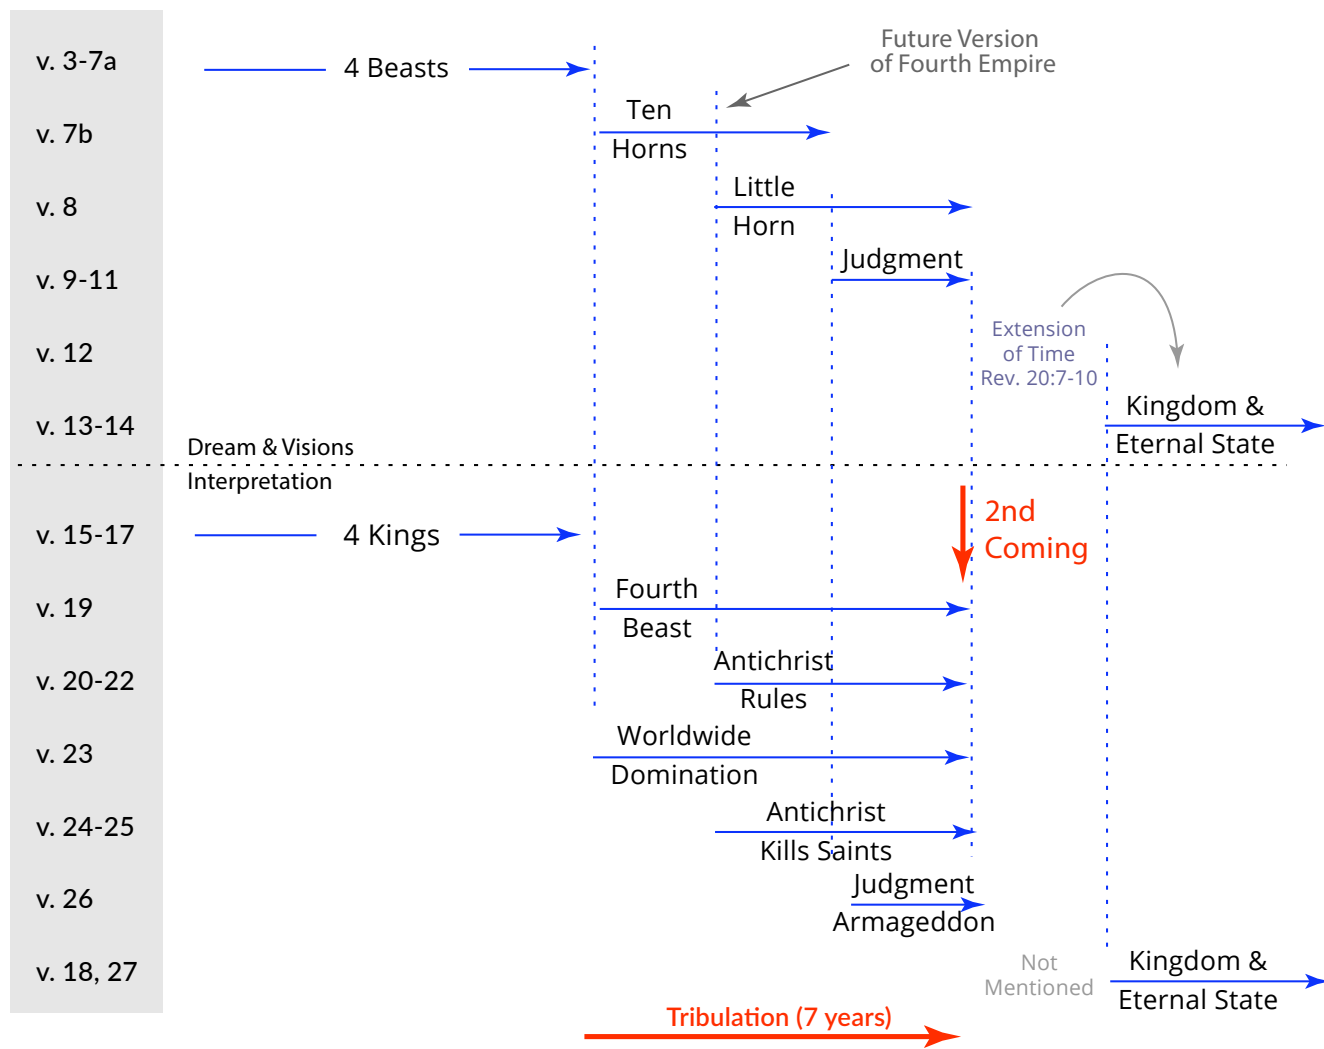 Future Version
of Fourth Empire
v. 3-7a
4 Beasts
v. 7b
Ten
Horns
v. 8
Little
Horn
v. 9-11
Judgment
v. 12
Extension
of Time
Rev. 20:7-10
v. 13-14
Kingdom &
Eternal State
Dream & Visions
Interpretation
v. 15-17
4 Kings
2nd
Coming
v. 19
Fourth
Beast
v. 20-22
Antichrist
Rules
v. 23
Worldwide
Domination
v. 24-25
Antichrist
Kills Saints
v. 26
Judgment
Armageddon
v. 18, 27
Not
Mentioned
Kingdom &
Eternal State
Tribulation (7 years)